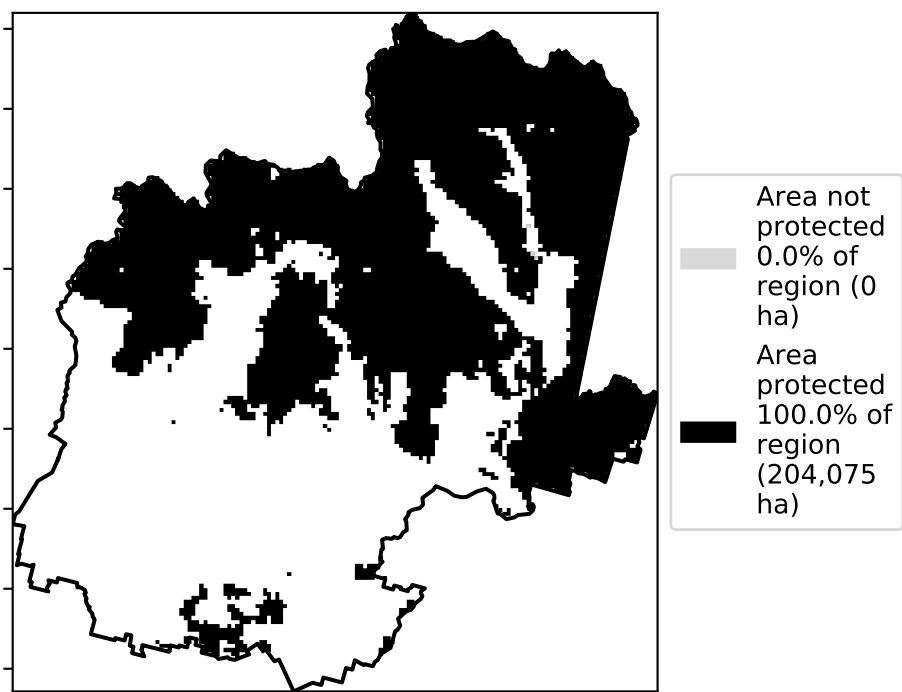 Area not
protected
0.0% of
region (0
ha)
Area
protected
100.0% of
region
(204,075
ha)